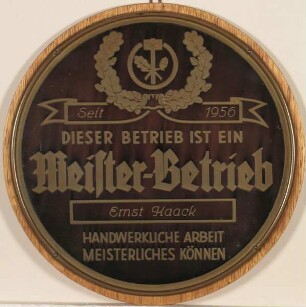 Seit 1956
DIESER BETRIEB IST EIN
Meister-Betrieb
Ernst Haack
HANDWERKLICHE ARBEIT
MEISTERLICHES KÖNNEN